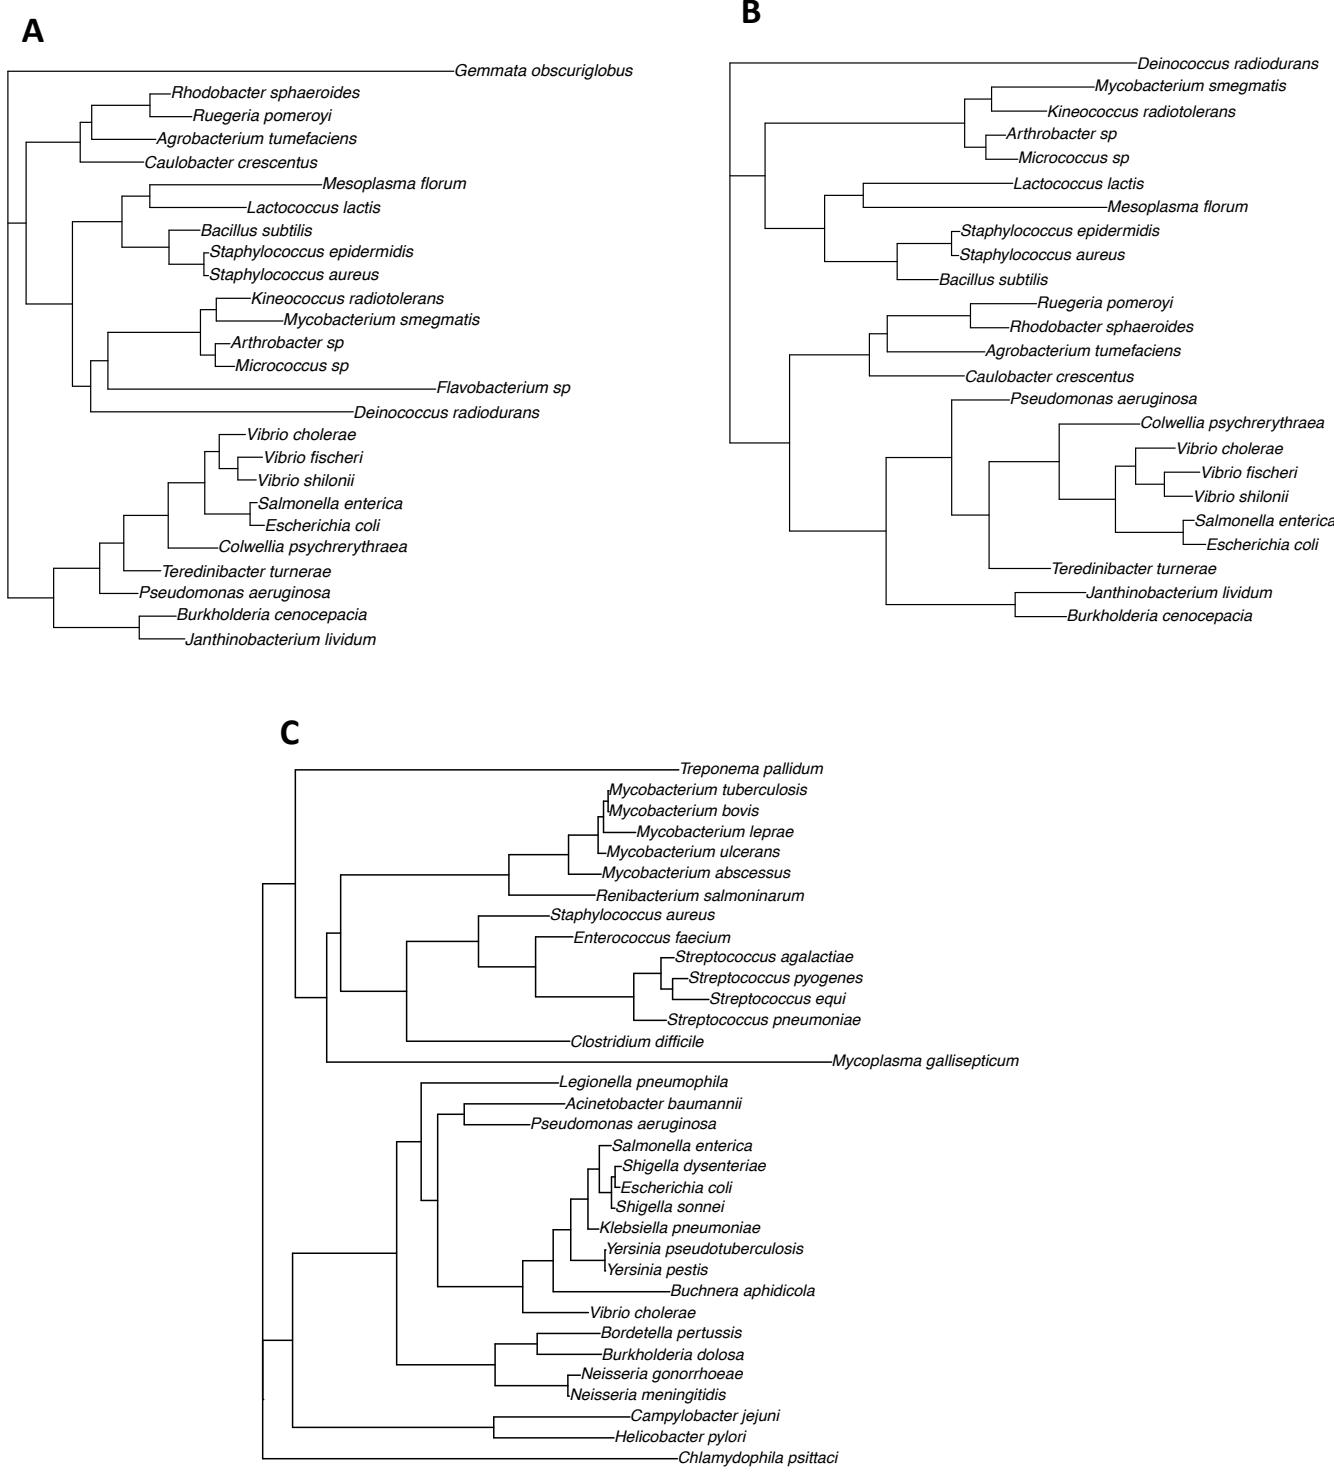 A
Gemmata obscuriglobus
Rhodobacter sphaeroides
Ruegeria pomeroyi
Agrobacterium tumefaciens
Caulobacter crescentus
Mesoplasma florum
Lactococcus lactis
Bacillus subtilis
Staphylococcus epidermidis
Staphylococcus aureus
Kineococcus radiotolerans
Mycobacterium smegmatis
Arthrobacter sp
Micrococcus sp
Flavobacterium sp
Deinococcus radiodurans
Vibrio cholerae
Vibrio fischeri
Vibrio shilonii
Salmonella enterica
Escherichia coli
Colwellia psychrerythraea
Teredinibacter turnerae
Pseudomonas aeruginosa
Burkholderia cenocepacia
Janthinobacterium lividum
B
Deinococcus radiodurans
Mycobacterium smegmatis
Kineococcus radiotolerans
Arthrobacter sp
Micrococcus sp
Lactococcus lactis
Mesoplasma florum
Staphylococcus epidermidis
Staphylococcus aureus
Bacillus subtilis
Ruegeria pomeroyi
Rhodobacter sphaeroides
Agrobacterium tumefaciens
Caulobacter crescentus
Pseudomonas aeruginosa
Colwellia psychrerythraea
Vibrio cholerae
Vibrio fischeri
Vibrio shilonii
Salmonella enterica
Escherichia coli
Teredinibacter turnerae
Janthinobacterium lividum
Burkholderia cenocepacia
C
Treponema pallidum
Mycobacterium tuberculosis
Mycobacterium bovis
Mycobacterium leprae
Mycobacterium ulcerans
Mycobacterium abscessus
Renibacterium salmoninarum
Staphylococcus aureus
Enterococcus faecium
Streptococcus agalactiae
Streptococcus pyogenes
Streptococcus equi
Streptococcus pneumoniae
Clostridium difficile
Mycoplasma gallisepticum
Legionella pneumophila
Acinetobacter baumannii
Pseudomonas aeruginosa
Salmonella enterica
Shigella dysenteriae
Escherichia coli
Shigella sonnei
Klebsiella pneumoniae
Yersinia pseudotuberculosis
Yersinia pestis
Buchnera aphidicola
Vibrio cholerae
Bordetella pertussis
Burkholderia dolosa
Neisseria gonorrhoeae
Neisseria meningitidis
Campylobacter jejuni
Helicobacter pylori
Chlamydophila psittaci